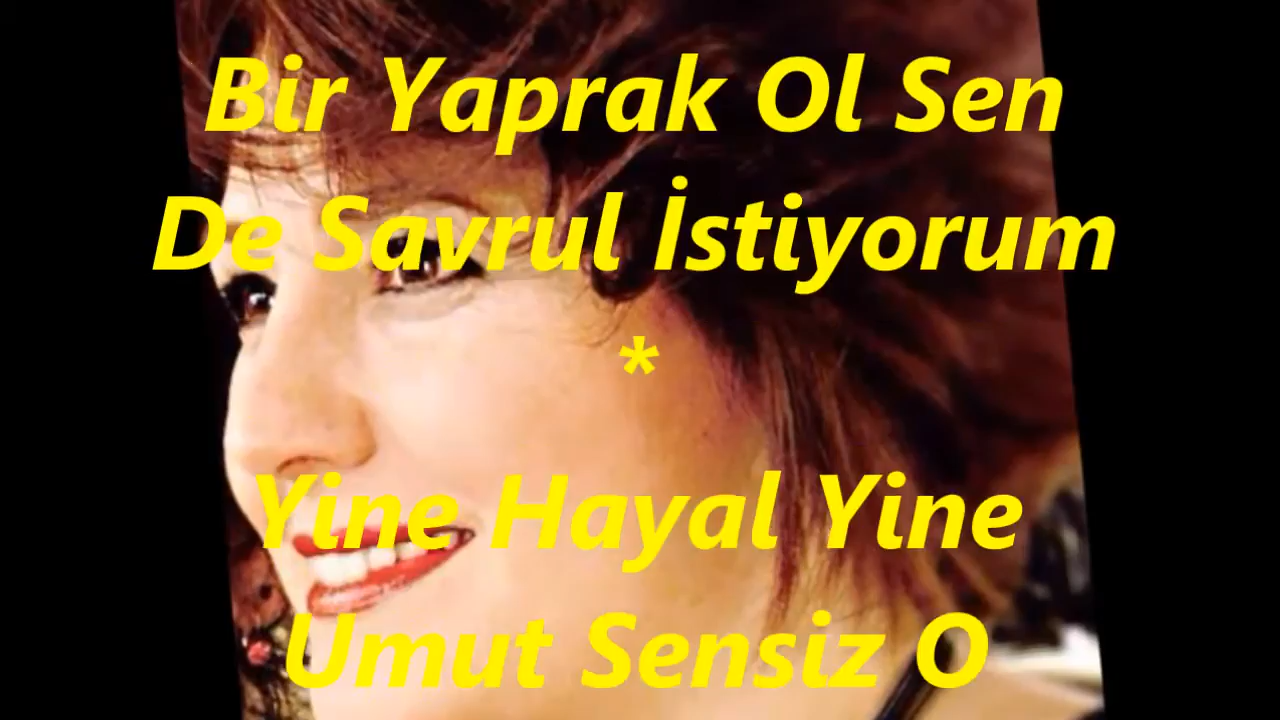 Bir Yaprak Ol Sen
De Savrul İstiyorum
*
Yine Hayal Yine
Umut Sensiz O